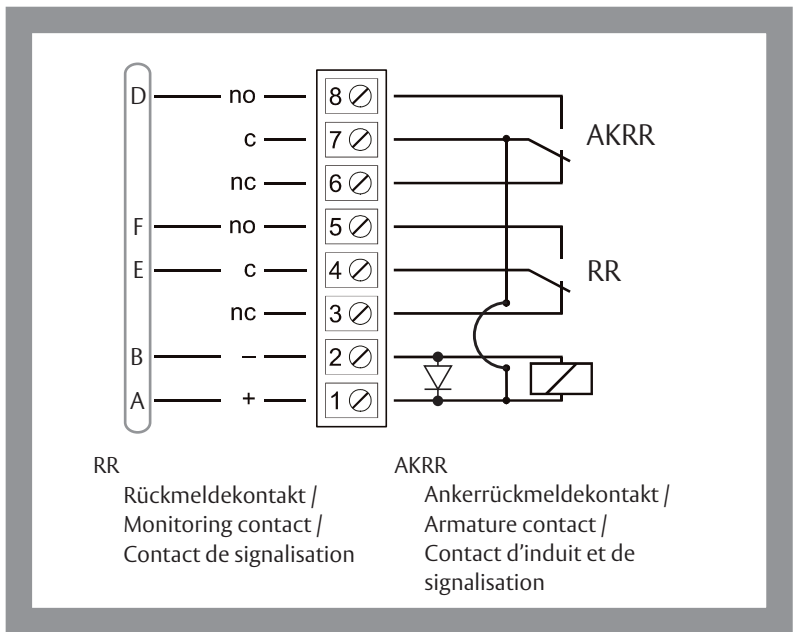 D no 8
c 7 AKRR
nc 6
F no 5
E c 4 RR
nc 3
B – 2
A + 1
RR
Rückmeldekontakt /
Monitoring contact /
Contact de signalisation
AKRR
Ankerrückmeldekontakt /
Armature contact /
Contact d’induit et de
signalisation